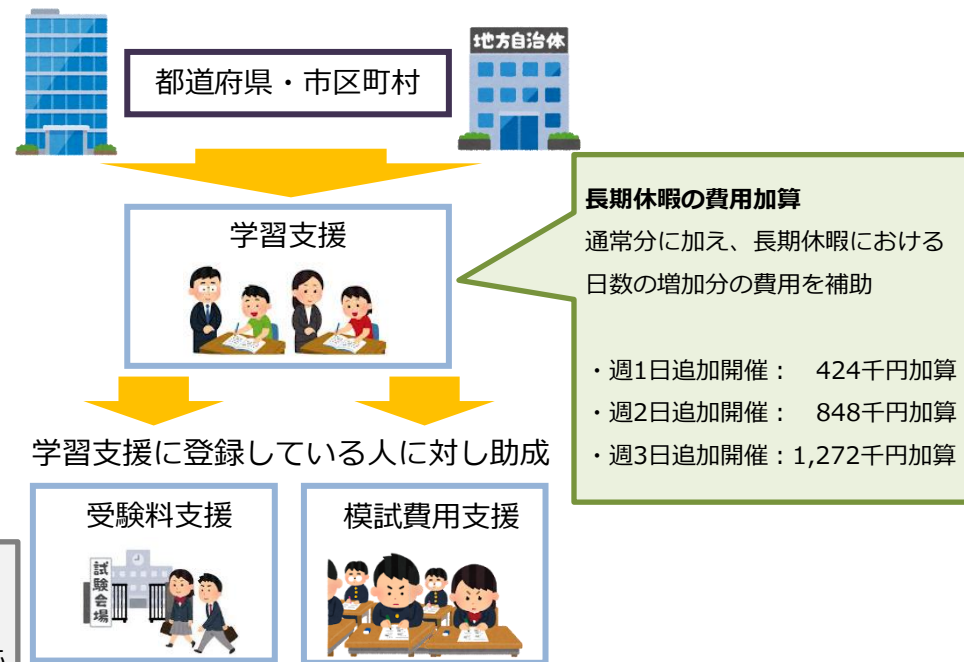 地方自治体
都道府県・市区町村
長期休暇の費用加算
通常分に加え、長期休暇における
日数の増加分の費用を補助
・週1日追加開催： 424千円加算
・週2日追加開催： 848千円加算
・週3日追加開催：1,272千円加算
学習支援
学習支援に登録している人に対し助成
受験料支援
模試費用支援
試験会場